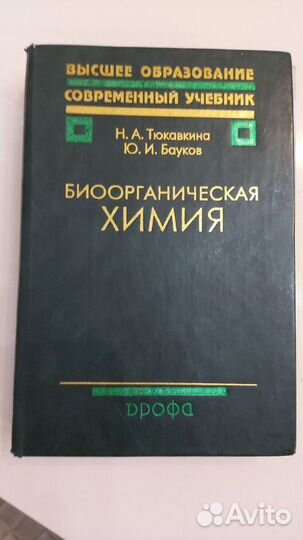 ВЫСШЕЕ ОБРАЗОВАНИЕ
СОВРЕМЕННЫЙ УЧЕБНИК
Н. А. Тюкавкина
Ю. И. Бауков
БИООРГАНИЧЕСКАЯ
ХИМИЯ
дрофа
Avito